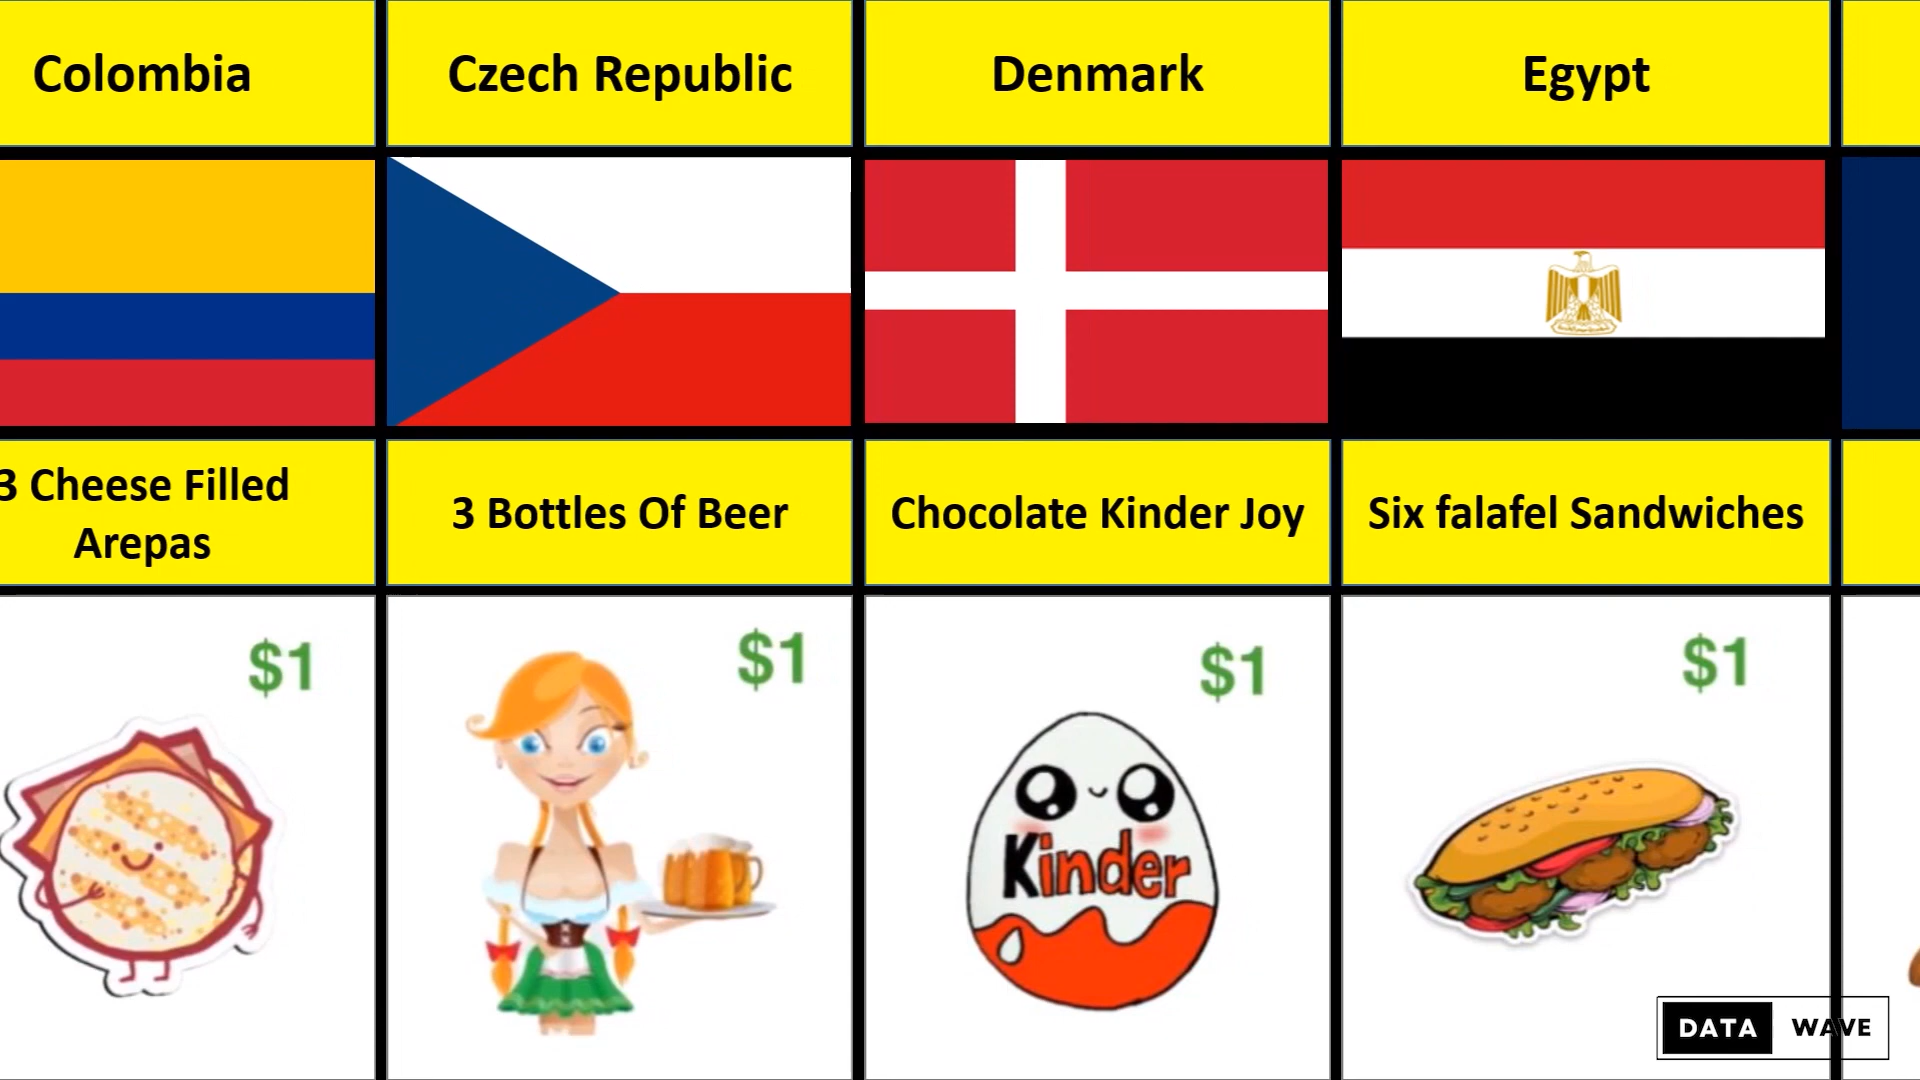 Colombia
Czech Republic
Denmark
Egypt
3 Cheese Filled
Arepas
3 Bottles Of Beer
Chocolate Kinder Joy
Six falafel Sandwiches
$1
$1
$1
$1
Kinder
DATA WAVE